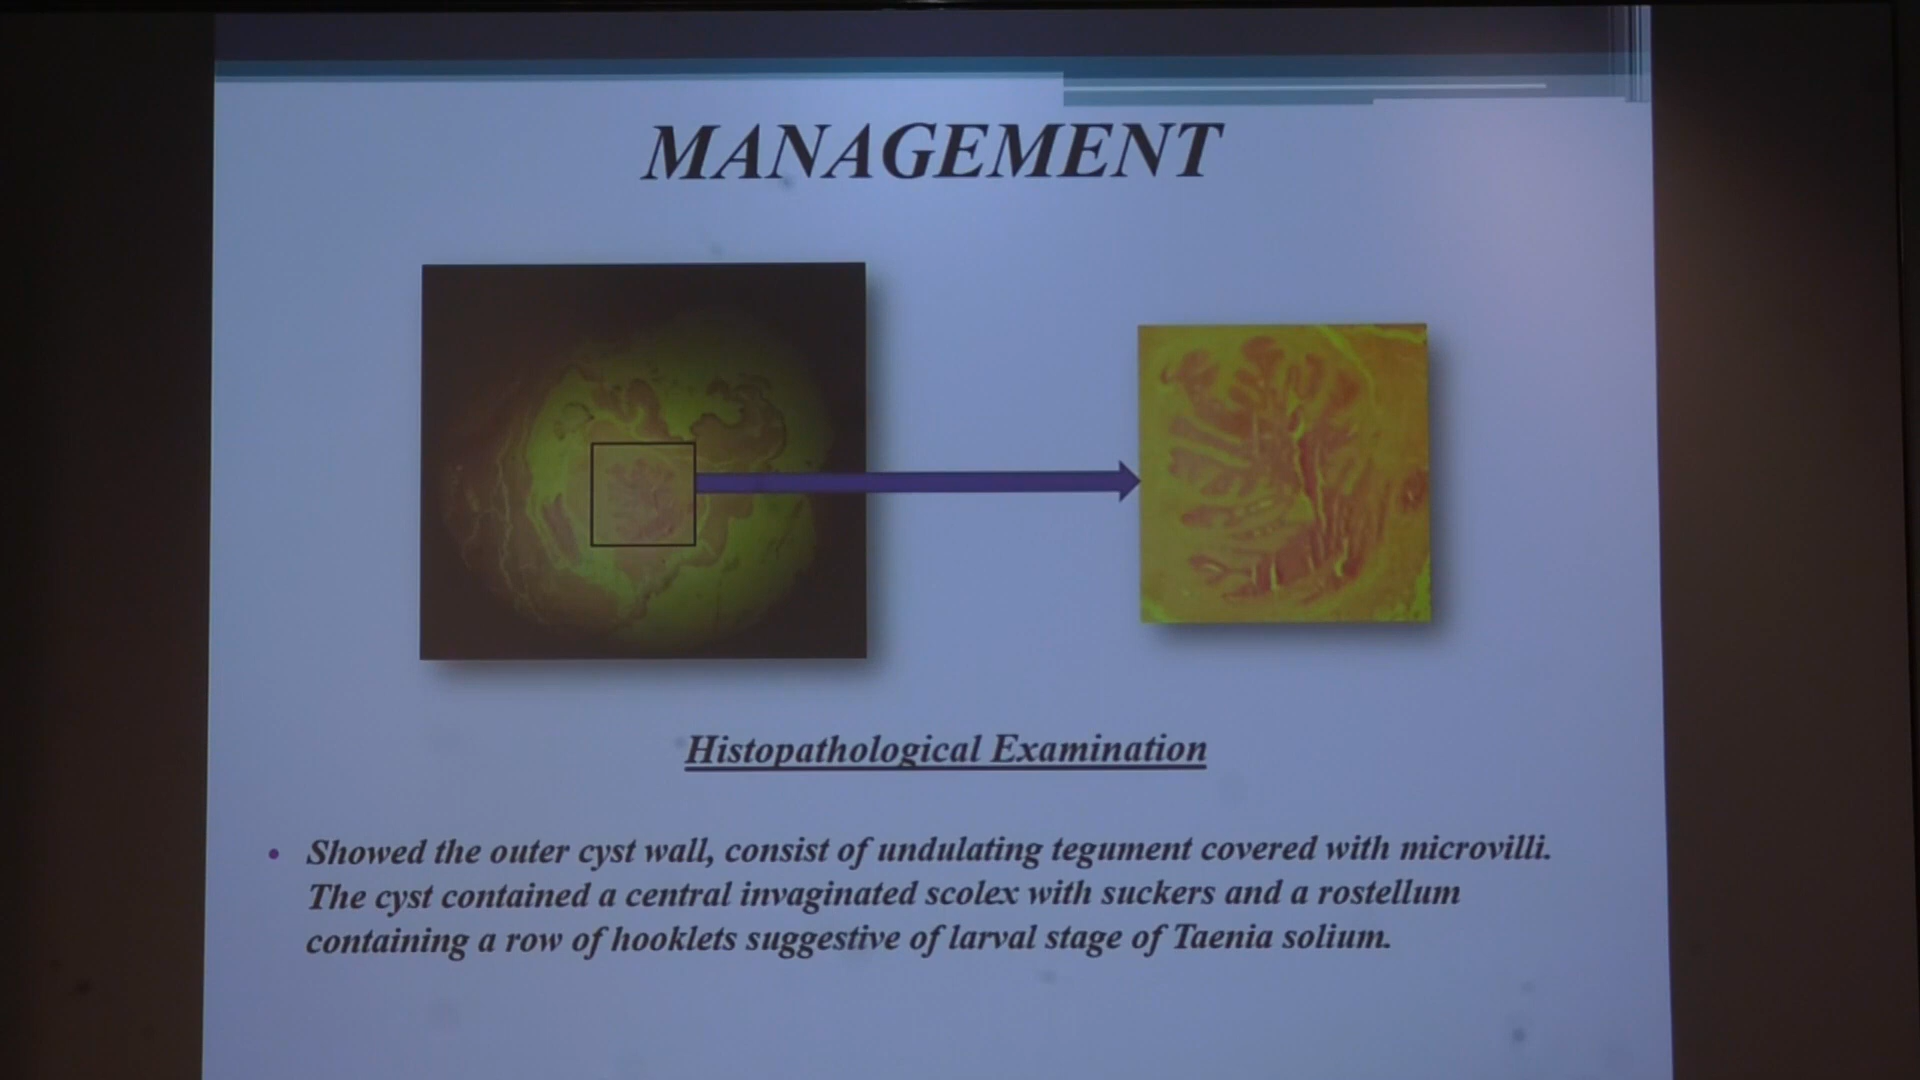 MANAGEMENT
Histopathological Examination
• Showed the outer cyst wall, consist of undulating tegument covered with microvilli.
The cyst contained a central invaginated scolex with suckers and a rostellum
containing a row of hooklets suggestive of larval stage of Taenia solium.